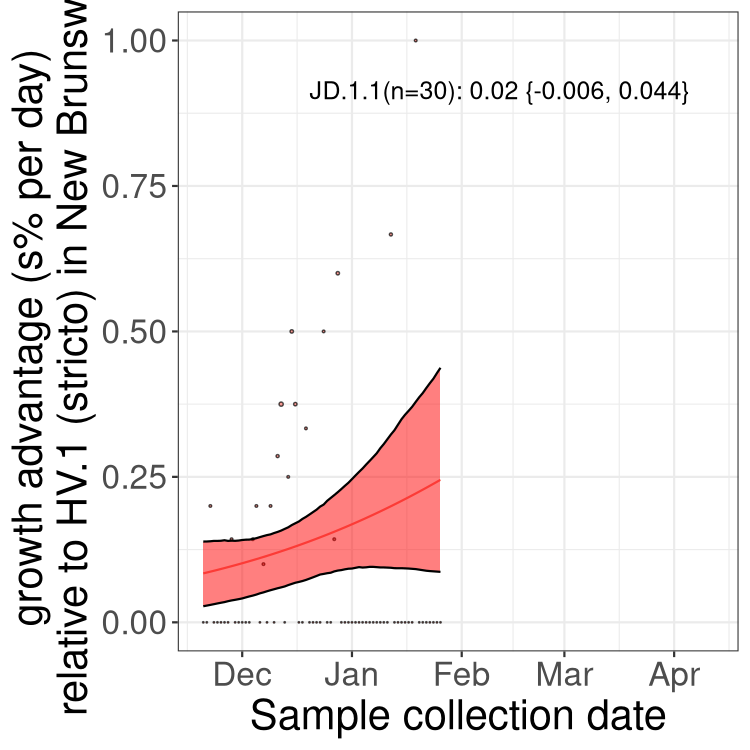 growth advantage (s% per day)
relative to HV.1 (stricto) in New Brunsw
1.00
0.75
0.50
0.25
0.00
JD.1.1(n=30): 0.02 {-0.006, 0.044}
Dec Jan Feb Mar Apr
Sample collection date